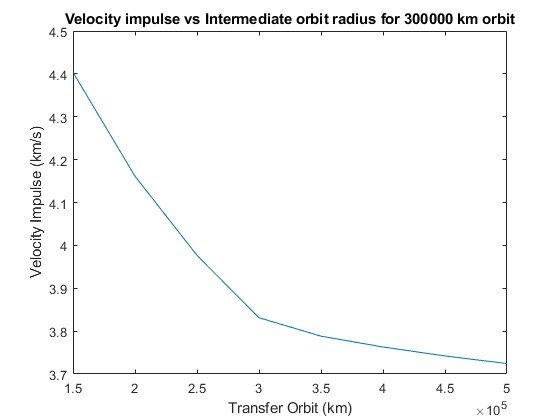 Velocity impulse vs Intermediate orbit radius for 300000 km orbit
4.5
4.4
4.3
4.2
4.1
4
3.9
3.8
3.7
Velocity Impulse (km/s)
1.5 2 2.5 3 3.5 4 4.5 5
Transfer Orbit (km)
×10⁵